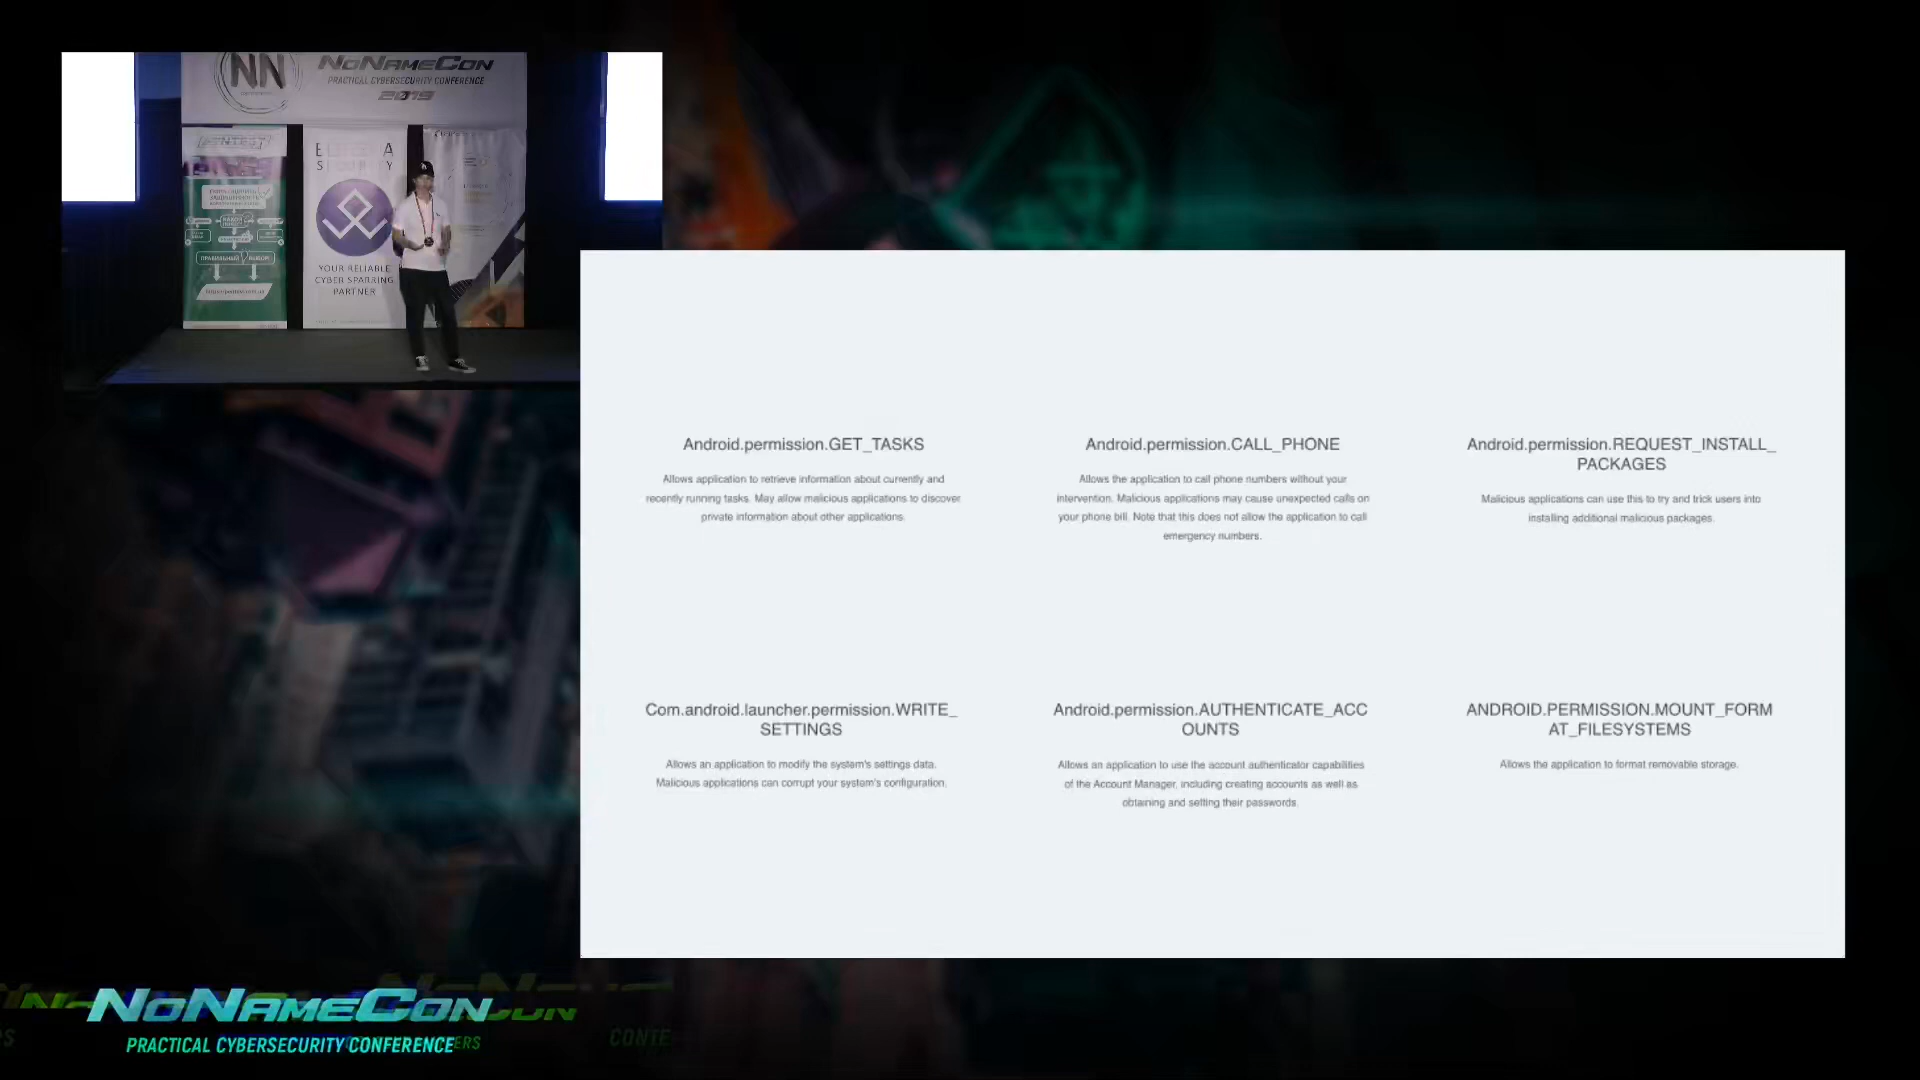 NN
NoNameCon
PRACTICAL CYBERSECURITY CONFERENCE
2019
YOUR RELIABLE
CYBER SPARRING
PARTNER
Android.permission.GET_TASKS
Allows application to retrieve information about currently and
recently running tasks. May allow malicious applications to discover
private information about other applications.
Android.permission.CALL_PHONE
Allows the application to call phone numbers without your
intervention. Malicious applications may cause unexpected calls on
your phone bill. Note that this does not allow the application to call
emergency numbers.
Android.permission.REQUEST_INSTALL_
PACKAGES
Malicious applications can use this to try and trick users into
installing additional malicious packages.
Com.android.launcher.permission.WRITE_
SETTINGS
Allows an application to modify the system's settings data.
Malicious applications can corrupt your system's configuration.
Android.permission.AUTHENTICATE_ACC
OUNTS
Allows an application to use the account authenticator capabilities
of the Account Manager, including creating accounts as well as
obtaining and setting their passwords.
ANDROID.PERMISSION.MOUNT_FORM
AT_FILESYSTEMS
Allows the application to format removable storage.
NoNameCon
PRACTICAL CYBERSECURITY CONFERENCE